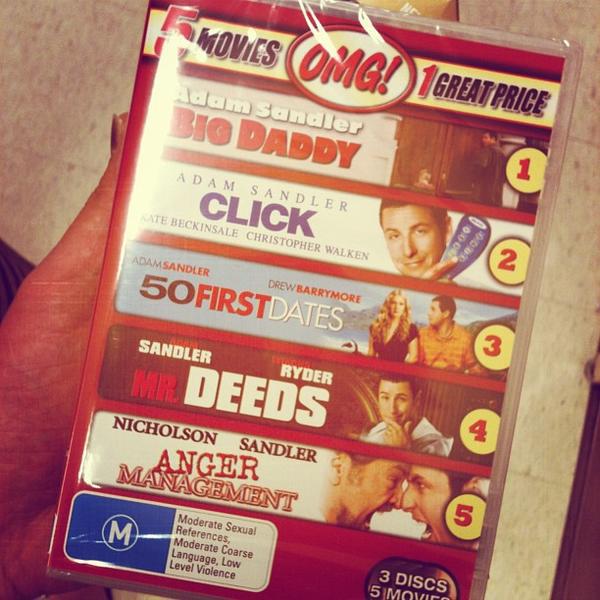 5 MOVIES OMG! 1 GREAT PRICE
Adam Sandler
BIG DADDY
1
ADAM SANDLER
CLICK
KATE BECKINSALE CHRISTOPHER WALKEN
2
ADAM SANDLER DREW BARRYMORE
50 FIRST DATES
3
SANDLER RYDER
MR. DEEDS
4
NICHOLSON SANDLER
ANGER
MANAGEMENT
5
M
Moderate Sexual
References,
Moderate Coarse
Language, Low
Level Violence
3 DISCS
5 MOVIES